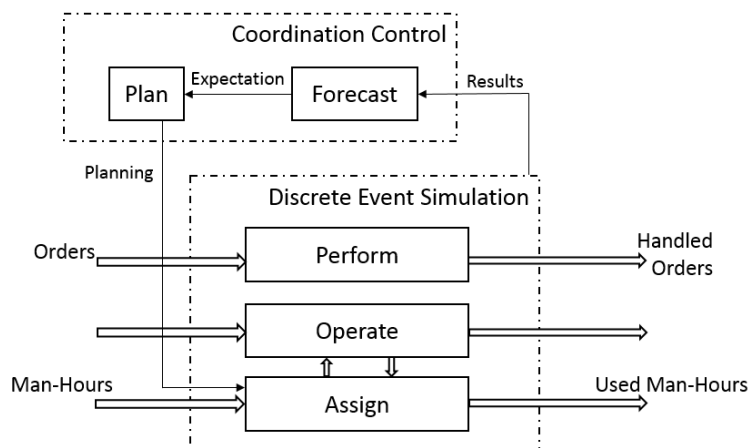 Coordination Control
Plan
Expectation
Forecast
Results
Planning
Discrete Event Simulation
Orders
Perform
Handled
Orders
Operate
Man-Hours
Assign
Used Man-Hours